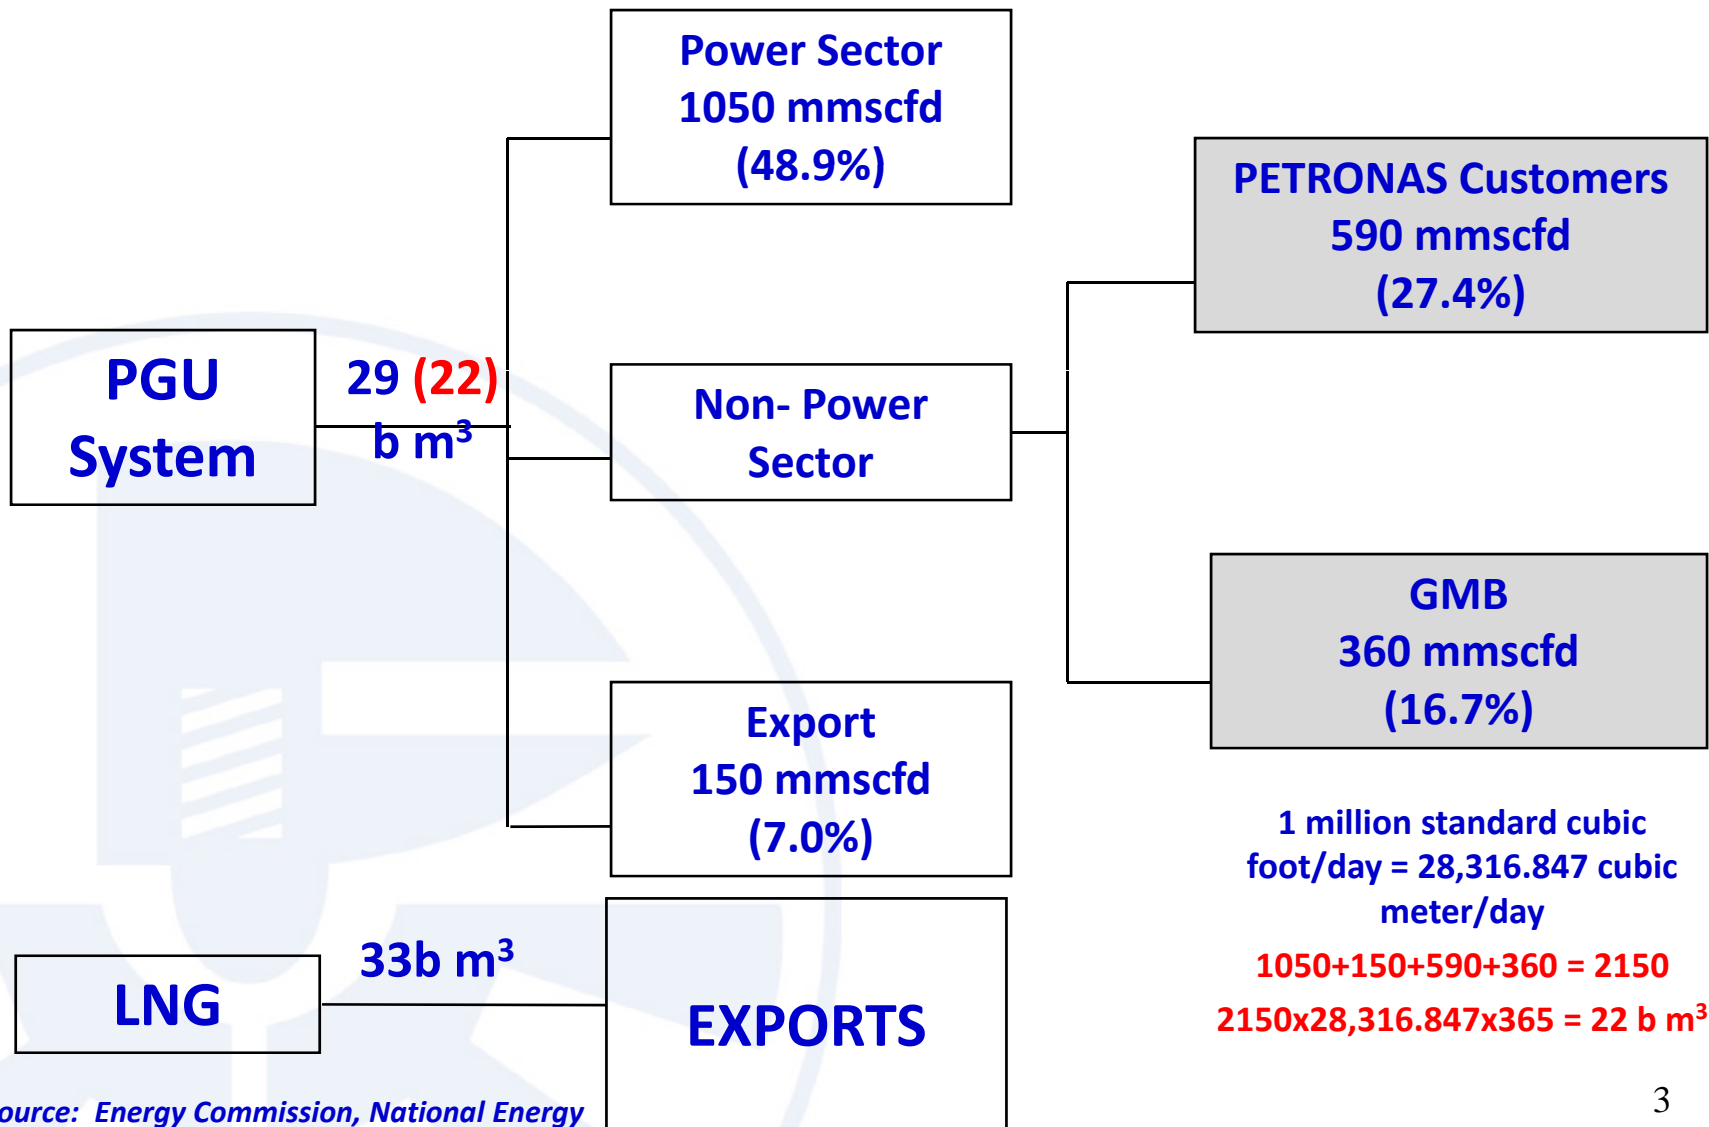 Power Sector
1050 mmscfd
(48.9%)
PETRONAS Customers
590 mmscfd
(27.4%)
PGU
System
29 (22)
b m³
Non- Power
Sector
GMB
360 mmscfd
(16.7%)
Export
150 mmscfd
(7.0%)
1 million standard cubic
foot/day = 28,316.847 cubic
meter/day
1050+150+590+360 = 2150
2150x28,316.847x365 = 22 b m³
LNG
33b m³
EXPORTS
ource: Energy Commission, National Energy
3